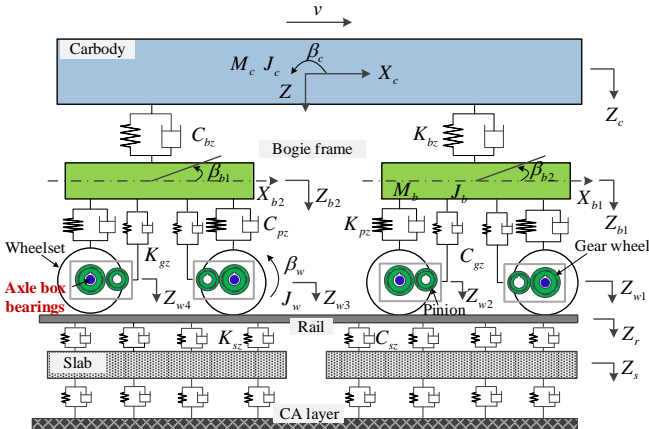 v
Carbody
M_c J_c
β_c
X_c
Z
Z_c
C_bz
K_bz
Bogie frame
β_b1
X_b2
Z_b2
M_b
J_b
β_b2
X_b1
Z_b1
C_pz
K_pz
Wheelset
K_gz
C_gz
Gear wheel
Axle box
bearings
β_w
J_w
Z_w4
Z_w3
Z_w2
Z_w1
Pinion
Rail
Z_r
K_sz
C_sz
Slab
Z_s
CA layer